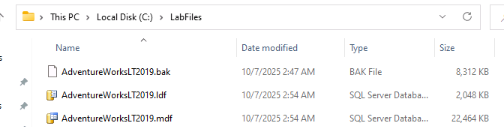 This PC > Local Disk (C:) > LabFiles
Name Date modified Type Size
AdventureWorksLT2019.bak 10/7/2025 2:47 AM BAK File 8,312 KB
AdventureWorksLT2019.ldf 10/7/2025 2:54 AM SQL Server Databa... 2,048 KB
AdventureWorksLT2019.mdf 10/7/2025 2:54 AM SQL Server Databa... 22,464 KB